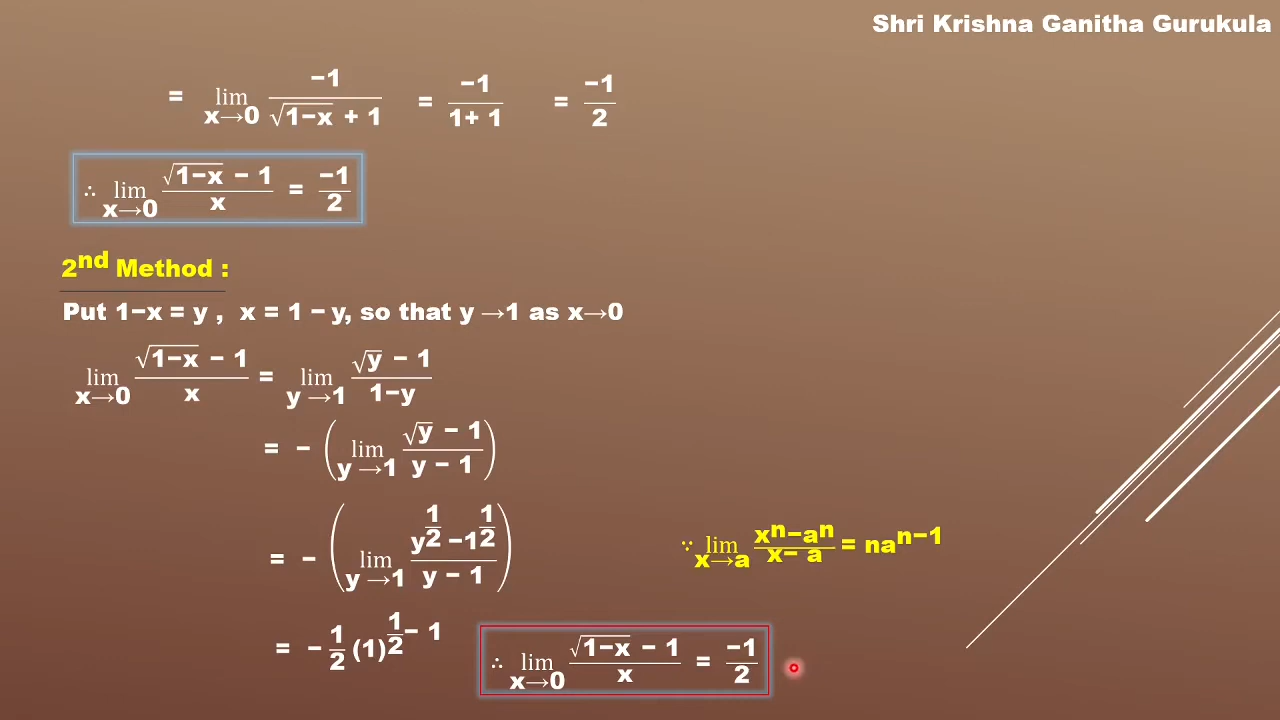 Shri Krishna Ganitha Gurukula
= lim x→0 −1/(√(1−x) + 1) = −1/(1+ 1) = −1/2
∴ lim x→0 (√(1−x) − 1)/x = −1/2
2nd Method :
Put 1−x = y , x = 1 − y, so that y →1 as x→0
lim x→0 (√(1−x) − 1)/x = lim y →1 (√y − 1)/(1−y)
= − ( lim y →1 (√y − 1)/(y − 1) )
= − ( lim y →1 (y^(1/2) −1^(1/2))/(y − 1) ) ∵ lim x→a (x^n−a^n)/(x− a) = na^(n−1)
= − 1/2 (1)^(1/2 − 1) ∴ lim x→0 (√(1−x) − 1)/x = −1/2